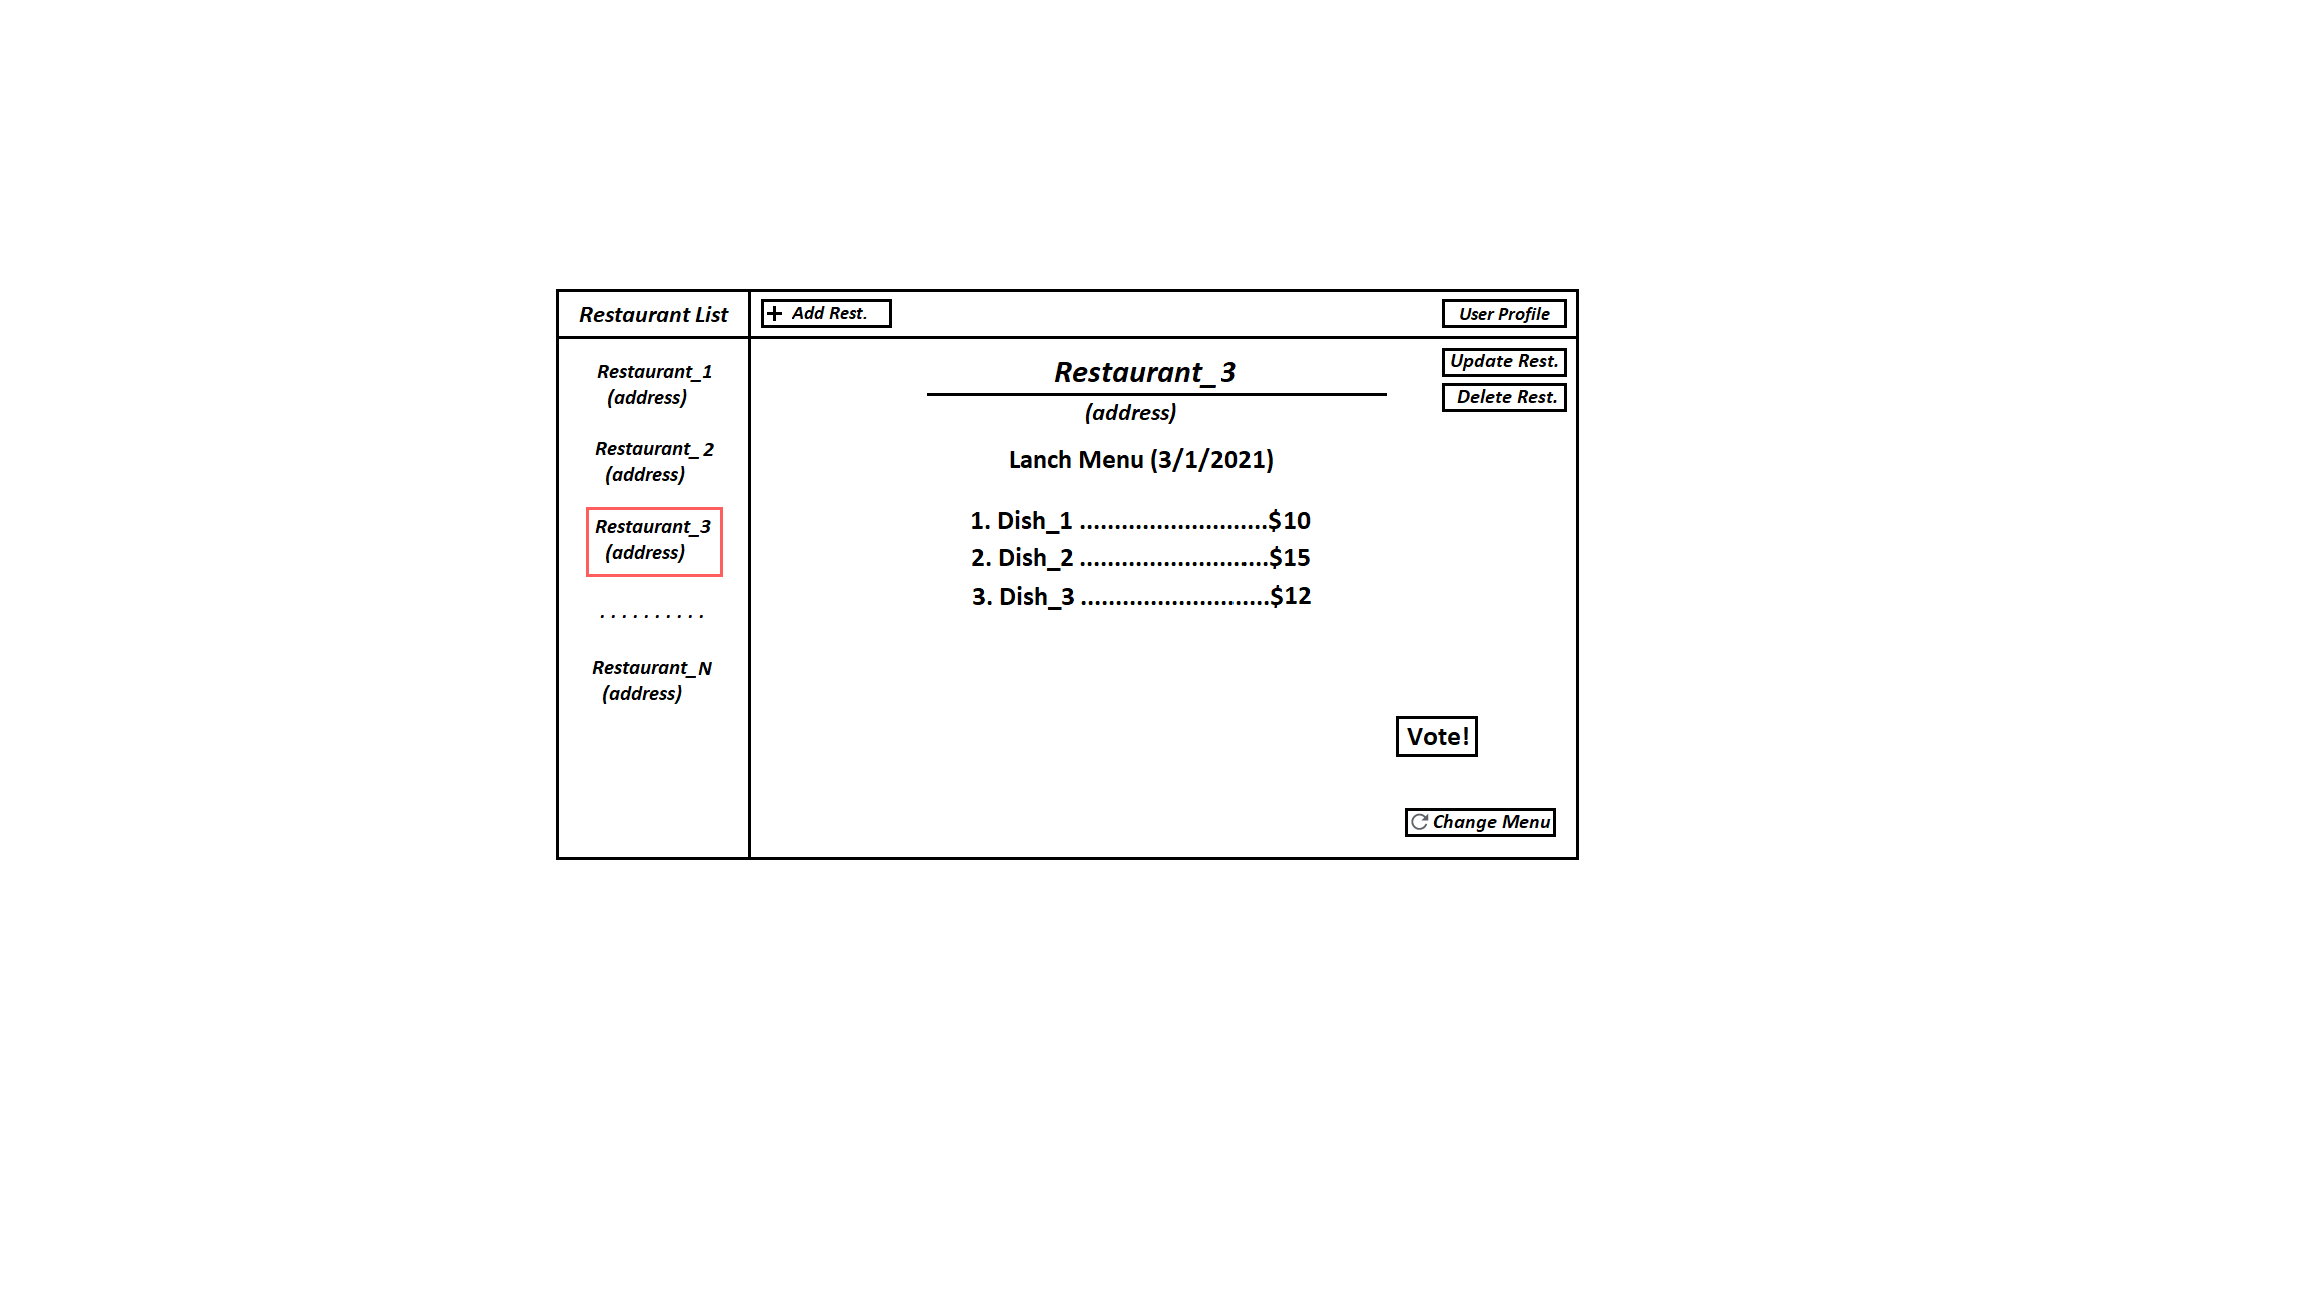 Restaurant List
+ Add Rest.
User Profile
Restaurant_1
(address)
Restaurant_2
(address)
Restaurant_3
(address)
. . . . . . . . . .
Restaurant_N
(address)
Restaurant_3
(address)
Update Rest.
Delete Rest.
Lanch Menu (3/1/2021)
1. Dish_1 ...........................$10
2. Dish_2 ...........................$15
3. Dish_3 ...........................$12
Vote!
Change Menu